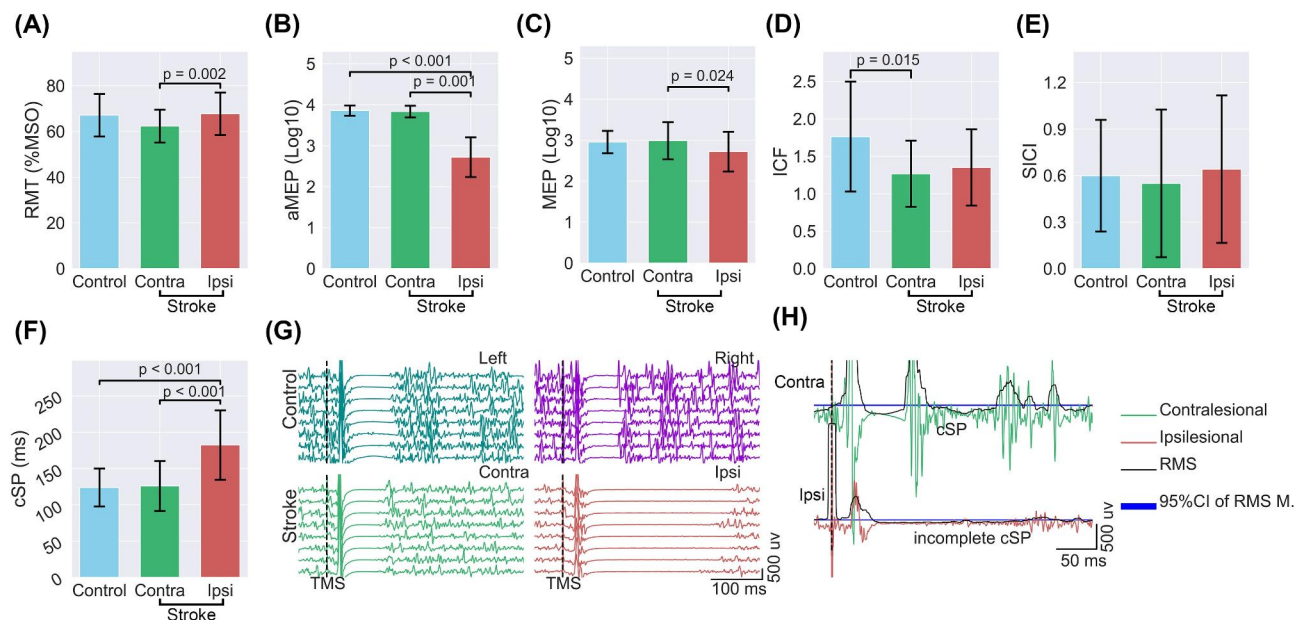 (A)
RMT (%MSO)
80
60
40
20
0
p = 0.002
Control Contra Ipsi
Stroke
(B)
aMEP (Log10)
5
4
3
2
1
0
p < 0.001
p = 0.001
Control Contra Ipsi
Stroke
(C)
MEP (Log10)
5
4
3
2
1
0
p = 0.024
Control Contra Ipsi
Stroke
(D)
ICF
2.5
2.0
1.5
1.0
0.5
0.0
p = 0.015
Control Contra Ipsi
Stroke
(E)
SICI
1.2
0.9
0.6
0.3
0.0
Control Contra Ipsi
Stroke
(F)
cSP (ms)
250
200
150
100
50
0
p < 0.001
p < 0.001
Control Contra Ipsi
Stroke
(G)
Control
Left
Right
Stroke
Contra
Ipsi
TMS
TMS
100 ms
500 uv
(H)
Contra
cSP
Ipsi
incomplete cSP
50 ms
500 uv
Contralesional
Ipsilesional
RMS
95%CI of RMS M.